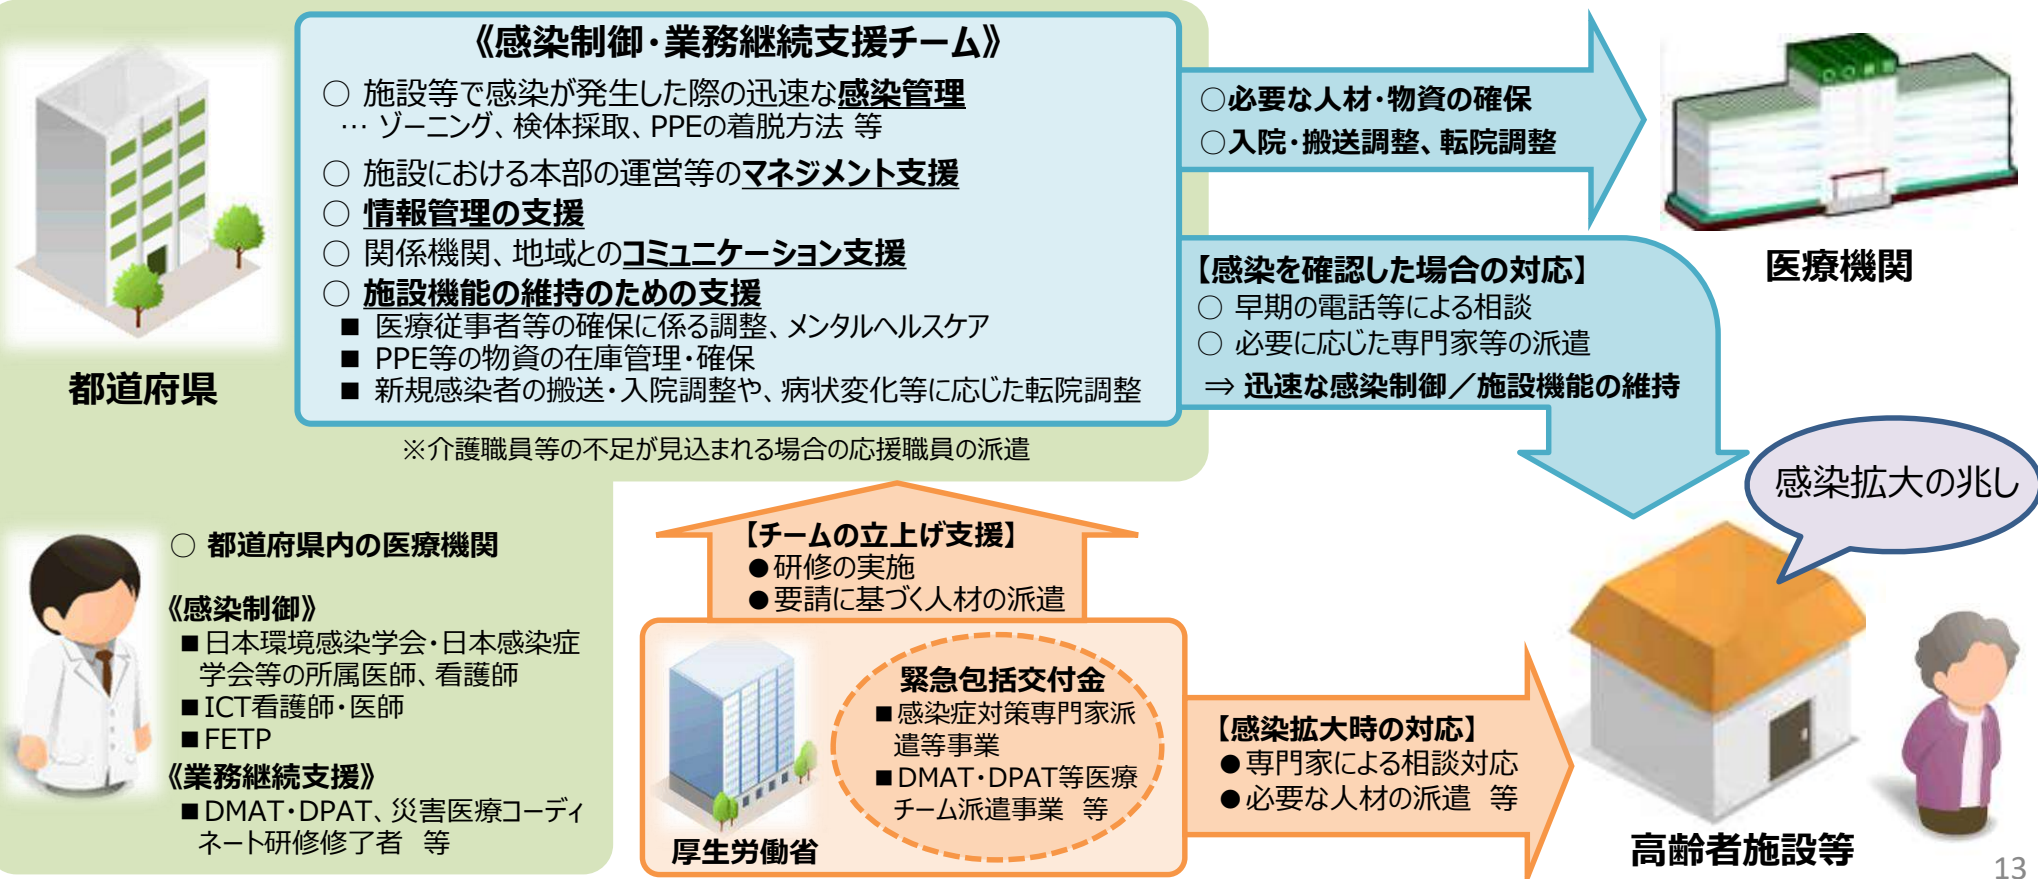 《感染制御・業務継続支援チーム》
○ 施設等で感染が発生した際の迅速な感染管理
… ゾーニング、検体採取、PPEの着脱方法 等
○ 施設における本部の運営等のマネジメント支援
○ 情報管理の支援
○ 関係機関、地域とのコミュニケーション支援
○ 施設機能の維持のための支援
■ 医療従事者等の確保に係る調整、メンタルヘルスケア
■ PPE等の物資の在庫管理・確保
■ 新規感染者の搬送・入院調整や、病状変化等に応じた転院調整
都道府県
※介護職員等の不足が見込まれる場合の応援職員の派遣
○必要な人材・物資の確保
○入院・搬送調整、転院調整
医療機関
【感染を確認した場合の対応】
○ 早期の電話等による相談
○ 必要に応じた専門家等の派遣
⇒ 迅速な感染制御／施設機能の維持
感染拡大の兆し
○ 都道府県内の医療機関
《感染制御》
■日本環境感染学会・日本感染症
学会等の所属医師、看護師
■ICT看護師・医師
■FETP
《業務継続支援》
■DMAT・DPAT、災害医療コーディ
ネート研修修了者 等
【チームの立上げ支援】
●研修の実施
●要請に基づく人材の派遣
緊急包括交付金
■感染症対策専門家派
遣等事業
■DMAT・DPAT等医療
チーム派遣事業 等
厚生労働省
【感染拡大時の対応】
●専門家による相談対応
●必要な人材の派遣 等
高齢者施設等
13